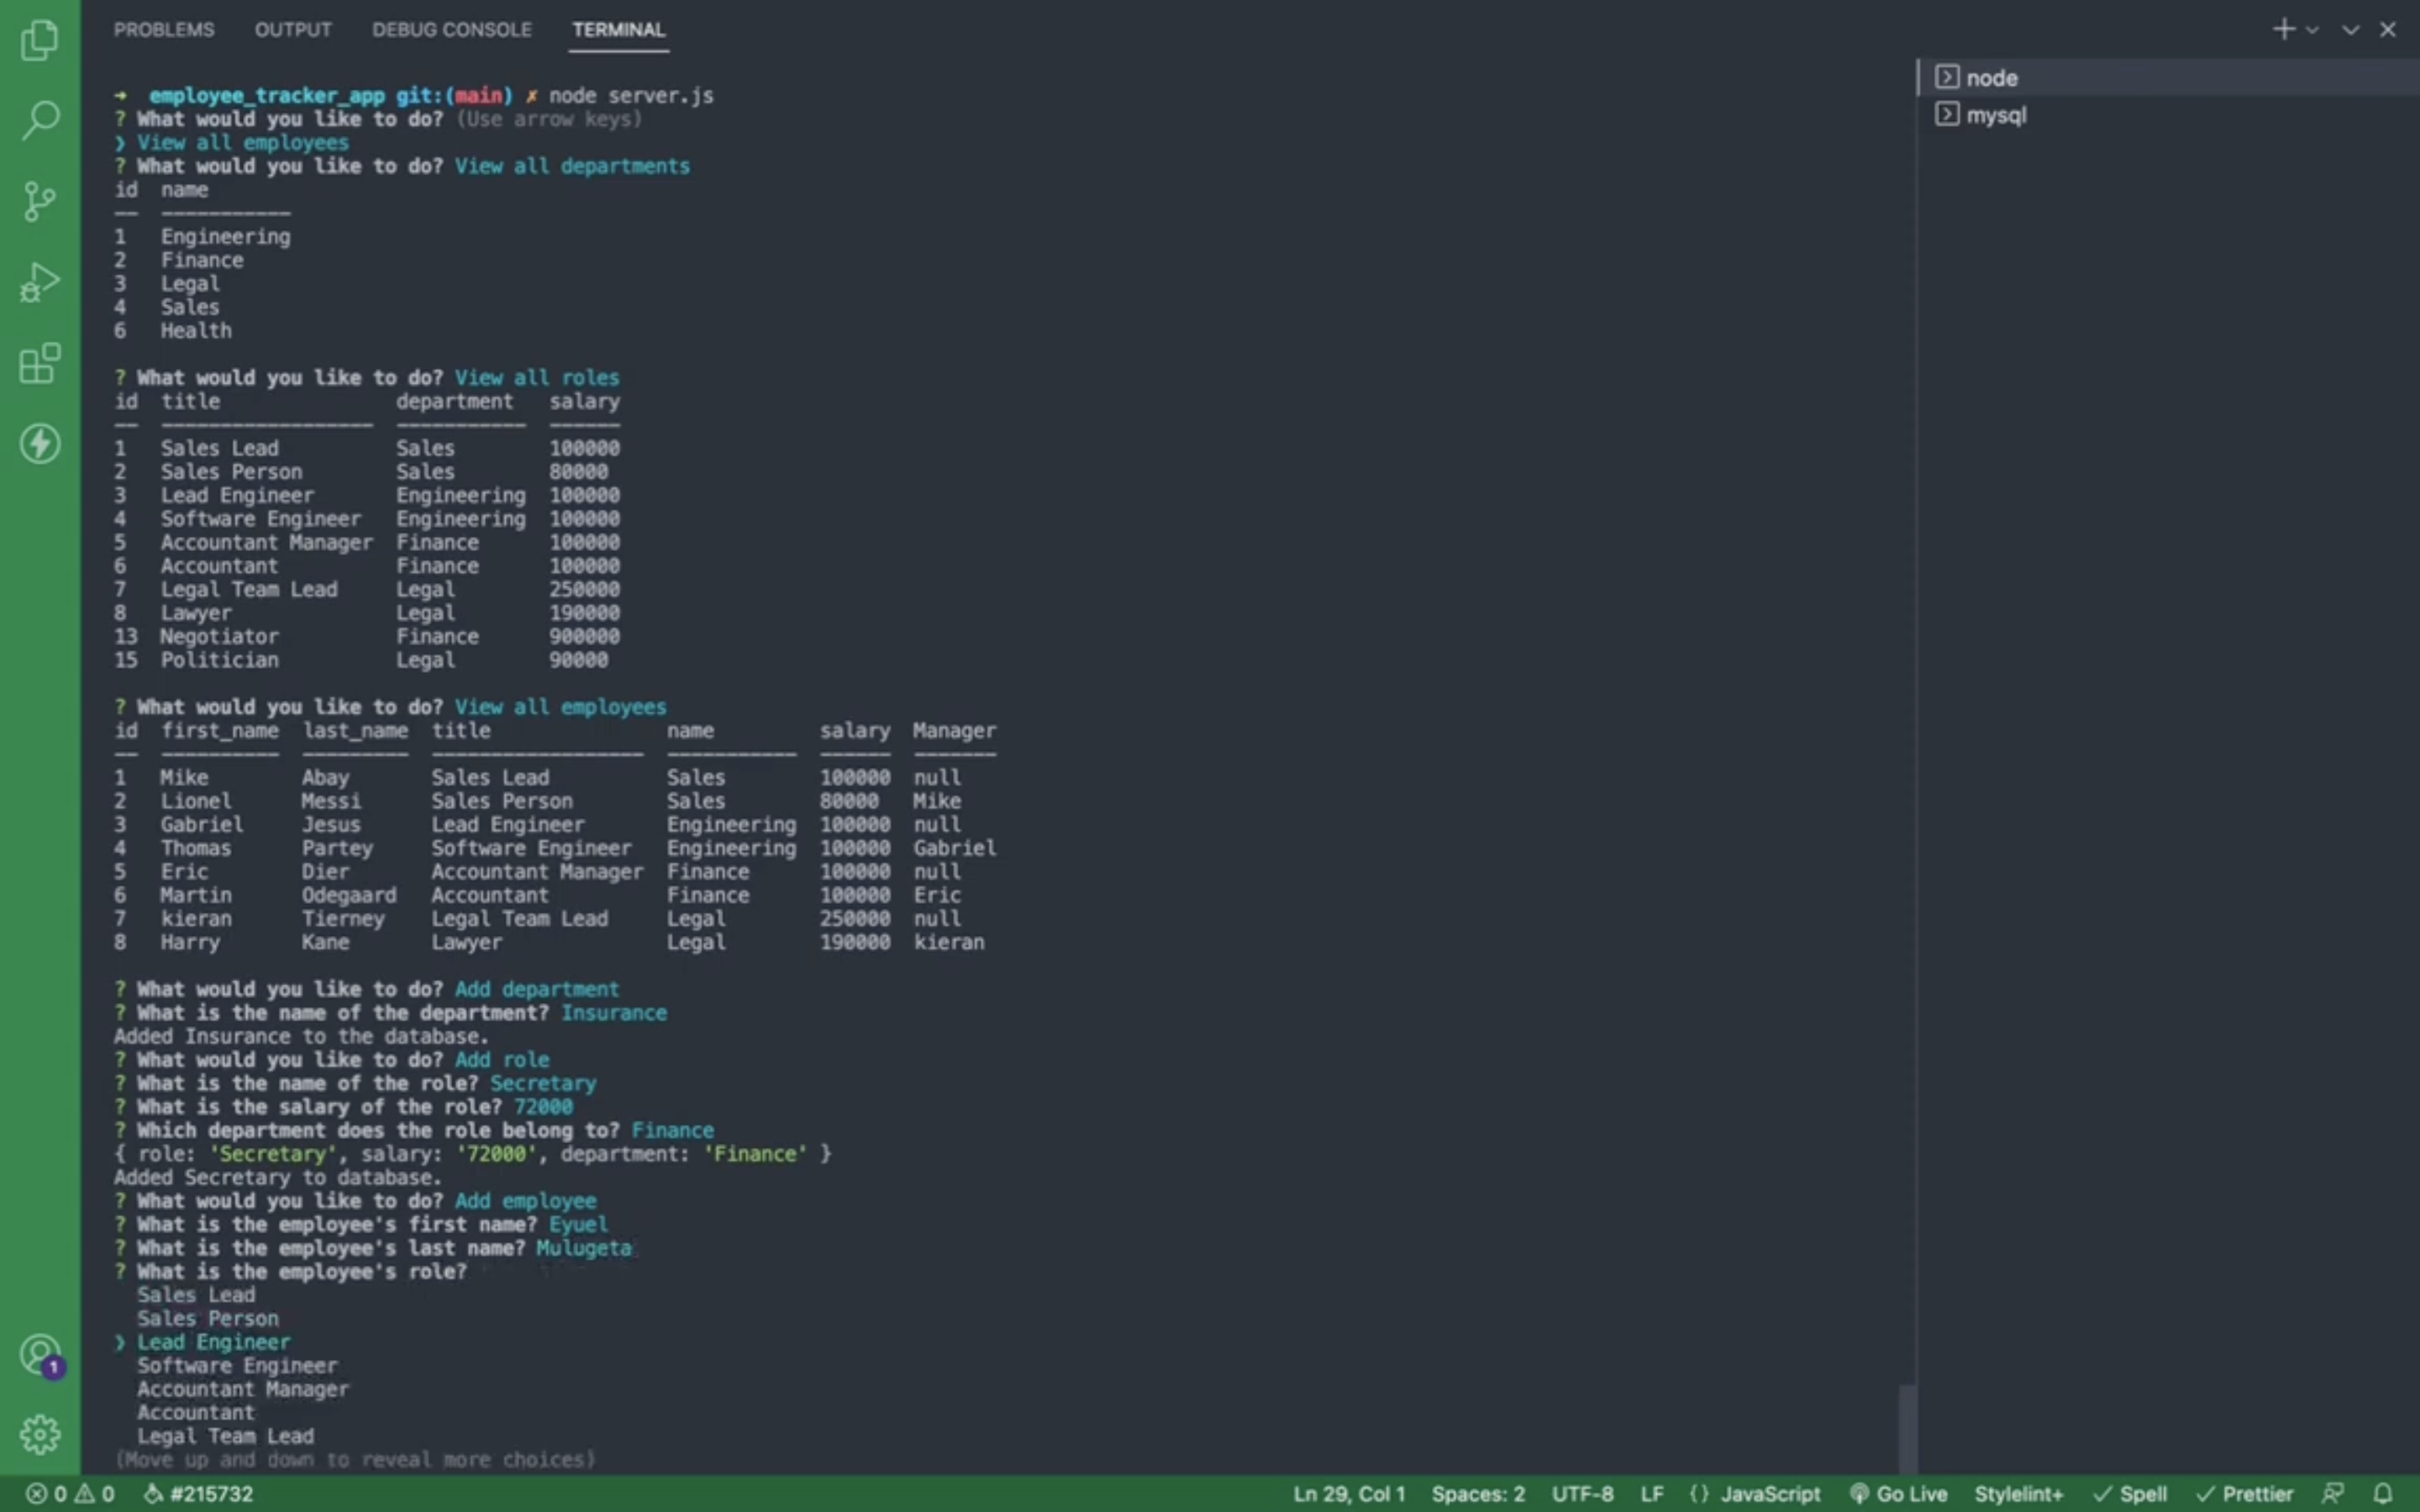 PROBLEMS OUTPUT DEBUG CONSOLE TERMINAL
node
mysql
→ employee_tracker_app git:(main) ✗ node server.js
? What would you like to do? (Use arrow keys)
❯ View all employees
? What would you like to do? View all departments
id name
-- -----------
1 Engineering
2 Finance
3 Legal
4 Sales
6 Health
? What would you like to do? View all roles
id title department salary
-- ------------------ ----------- ------
1 Sales Lead Sales 100000
2 Sales Person Sales 80000
3 Lead Engineer Engineering 100000
4 Software Engineer Engineering 100000
5 Accountant Manager Finance 100000
6 Accountant Finance 100000
7 Legal Team Lead Legal 250000
8 Lawyer Legal 190000
13 Negotiator Finance 900000
15 Politician Legal 90000
? What would you like to do? View all employees
id first_name last_name title name salary Manager
-- ---------- --------- ------------------ ----------- ------ -------
1 Mike Abay Sales Lead Sales 100000 null
2 Lionel Messi Sales Person Sales 80000 Mike
3 Gabriel Jesus Lead Engineer Engineering 100000 null
4 Thomas Partey Software Engineer Engineering 100000 Gabriel
5 Eric Dier Accountant Manager Finance 100000 null
6 Martin Odegaard Accountant Finance 100000 Eric
7 kieran Tierney Legal Team Lead Legal 250000 null
8 Harry Kane Lawyer Legal 190000 kieran
? What would you like to do? Add department
? What is the name of the department? Insurance
Added Insurance to the database.
? What would you like to do? Add role
? What is the name of the role? Secretary
? What is the salary of the role? 72000
? Which department does the role belong to? Finance
{ role: 'Secretary', salary: '72000', department: 'Finance' }
Added Secretary to database.
? What would you like to do? Add employee
? What is the employee's first name? Eyuel
? What is the employee's last name? Mulugeta
? What is the employee's role?
Sales Lead
Sales Person
❯ Lead Engineer
Software Engineer
Accountant Manager
Accountant
Legal Team Lead
(Move up and down to reveal more choices)
1
0 0 #215732 Ln 29, Col 1 Spaces: 2 UTF-8 LF {} JavaScript Go Live Stylelint+ ✓ Spell ✓ Prettier